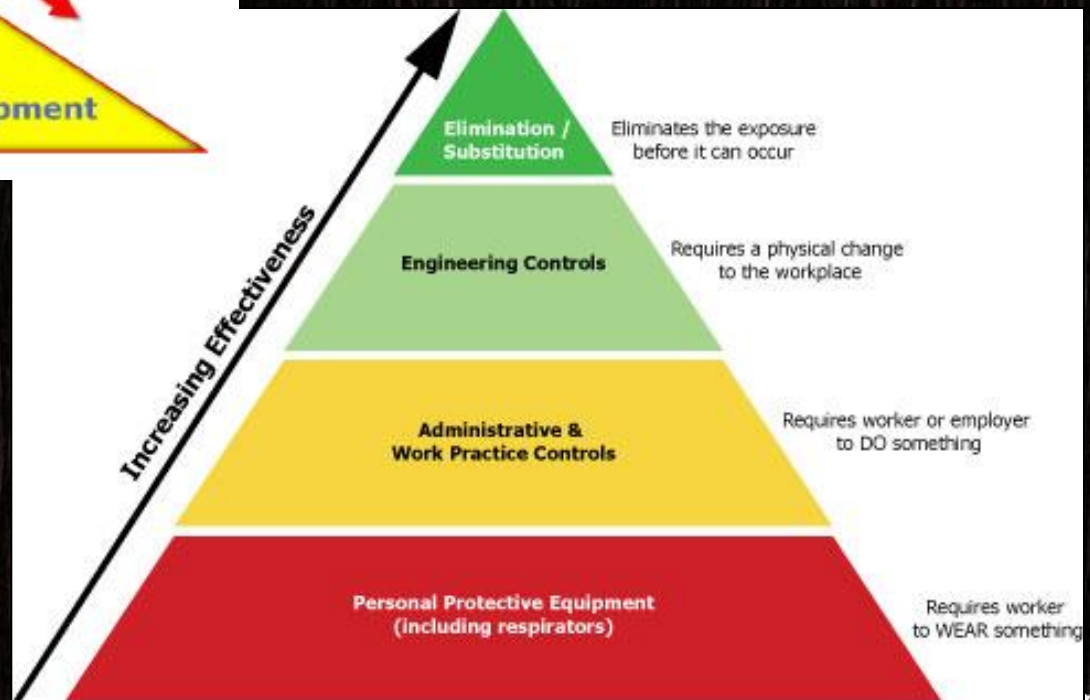 Elimination /
Substitution
Eliminates the exposure
before it can occur
Engineering Controls
Requires a physical change
to the workplace
Increasing Effectiveness
Administrative &
Work Practice Controls
Requires worker or employer
to DO something
Personal Protective Equipment
(including respirators)
Requires worker
to WEAR something